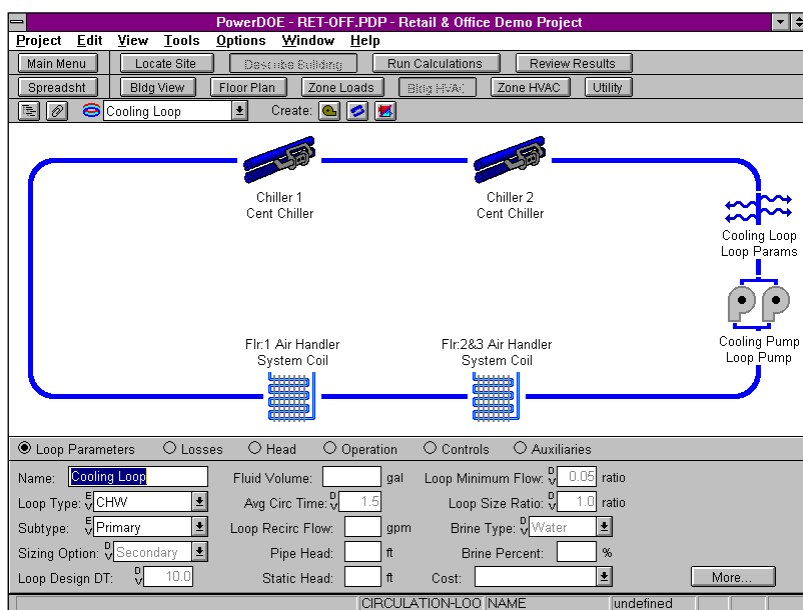 PowerDOE - RET-OFF.PDP - Retail & Office Demo Project
Project Edit View Tools Options Window Help
Main Menu Locate Site Describe Building Run Calculations Review Results
Spreadsht Bldg View Floor Plan Zone Loads Bldg HVAC Zone HVAC Utility
Cooling Loop Create:
Chiller 1 Chiller 2
Cent Chiller Cent Chiller
Cooling Loop
Loop Params
Cooling Pump
Loop Pump
Flr:1 Air Handler Flr:2&3 Air Handler
System Coil System Coil
Loop Parameters Losses Head Operation Controls Auxiliaries
Name: Cooling Loop Fluid Volume: gal Loop Minimum Flow: D 0.05 ratio
Loop Type: E CHW Avg Circ Time: D 1.5 Loop Size Ratio: D 1.0 ratio
Subtype: E Primary Loop Recirc Flow: gpm Brine Type: D Water
Sizing Option: D Secondary Pipe Head: ft Brine Percent: %
Loop Design DT: D 10.0 Static Head: ft Cost: More...
CIRCULATION-LOO NAME undefined